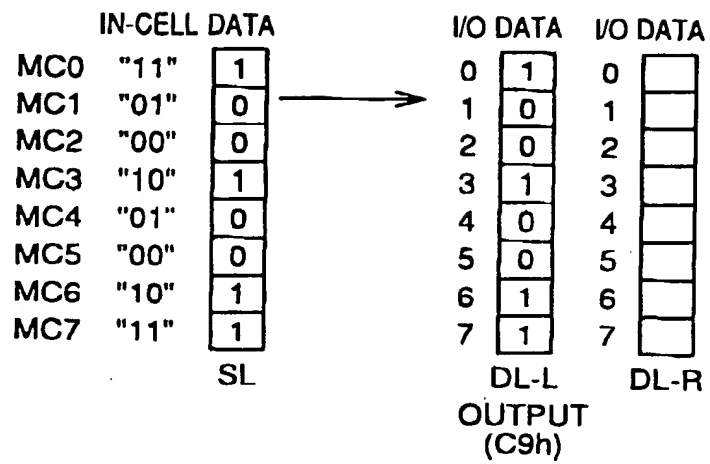 IN-CELL DATA I/O DATA I/O DATA
MC0 "11" 1 0 1 0
MC1 "01" 0 1 0 1
MC2 "00" 0 2 0 2
MC3 "10" 1 3 1 3
MC4 "01" 0 4 0 4
MC5 "00" 0 5 0 5
MC6 "10" 1 6 1 6
MC7 "11" 1 7 1 7
SL DL-L DL-R
OUTPUT
(C9h)